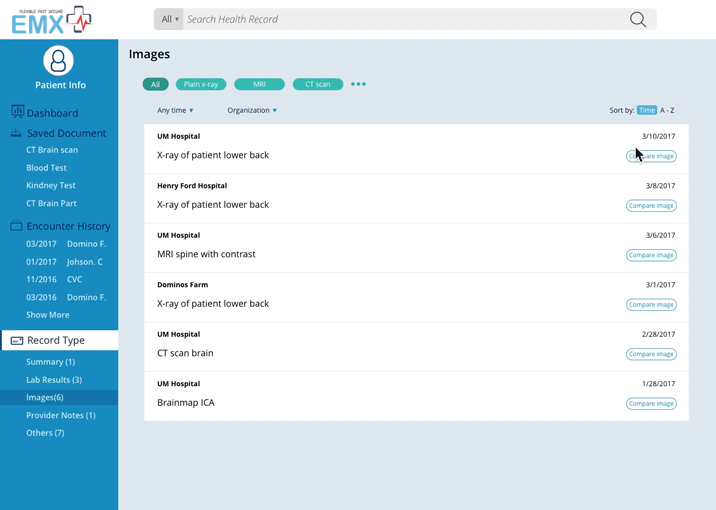 FLEXIBLE FAST SECURE
EMX
All ▾ Search Health Record
Patient Info
Dashboard
Saved Document
CT Brain scan
Blood Test
Kindney Test
CT Brain Part
Encounter History
03/2017 Domino F.
01/2017 Johson. C
11/2016 CVC
03/2016 Domino F.
Show More
Record Type
Summary (1)
Lab Results (3)
Images(6)
Provider Notes (1)
Others (7)
Images
All Plain x-ray MRI CT scan •••
Any time ▾ Organization ▾ Sort by: Time A - Z
UM Hospital 3/10/2017
X-ray of patient lower back image
Henry Ford Hospital 3/8/2017
X-ray of patient lower back Compare image
UM Hospital 3/6/2017
MRI spine with contrast Compare image
Dominos Farm 3/1/2017
X-ray of patient lower back Compare image
UM Hospital 2/28/2017
CT scan brain Compare image
UM Hospital 1/28/2017
Brainmap ICA Compare image